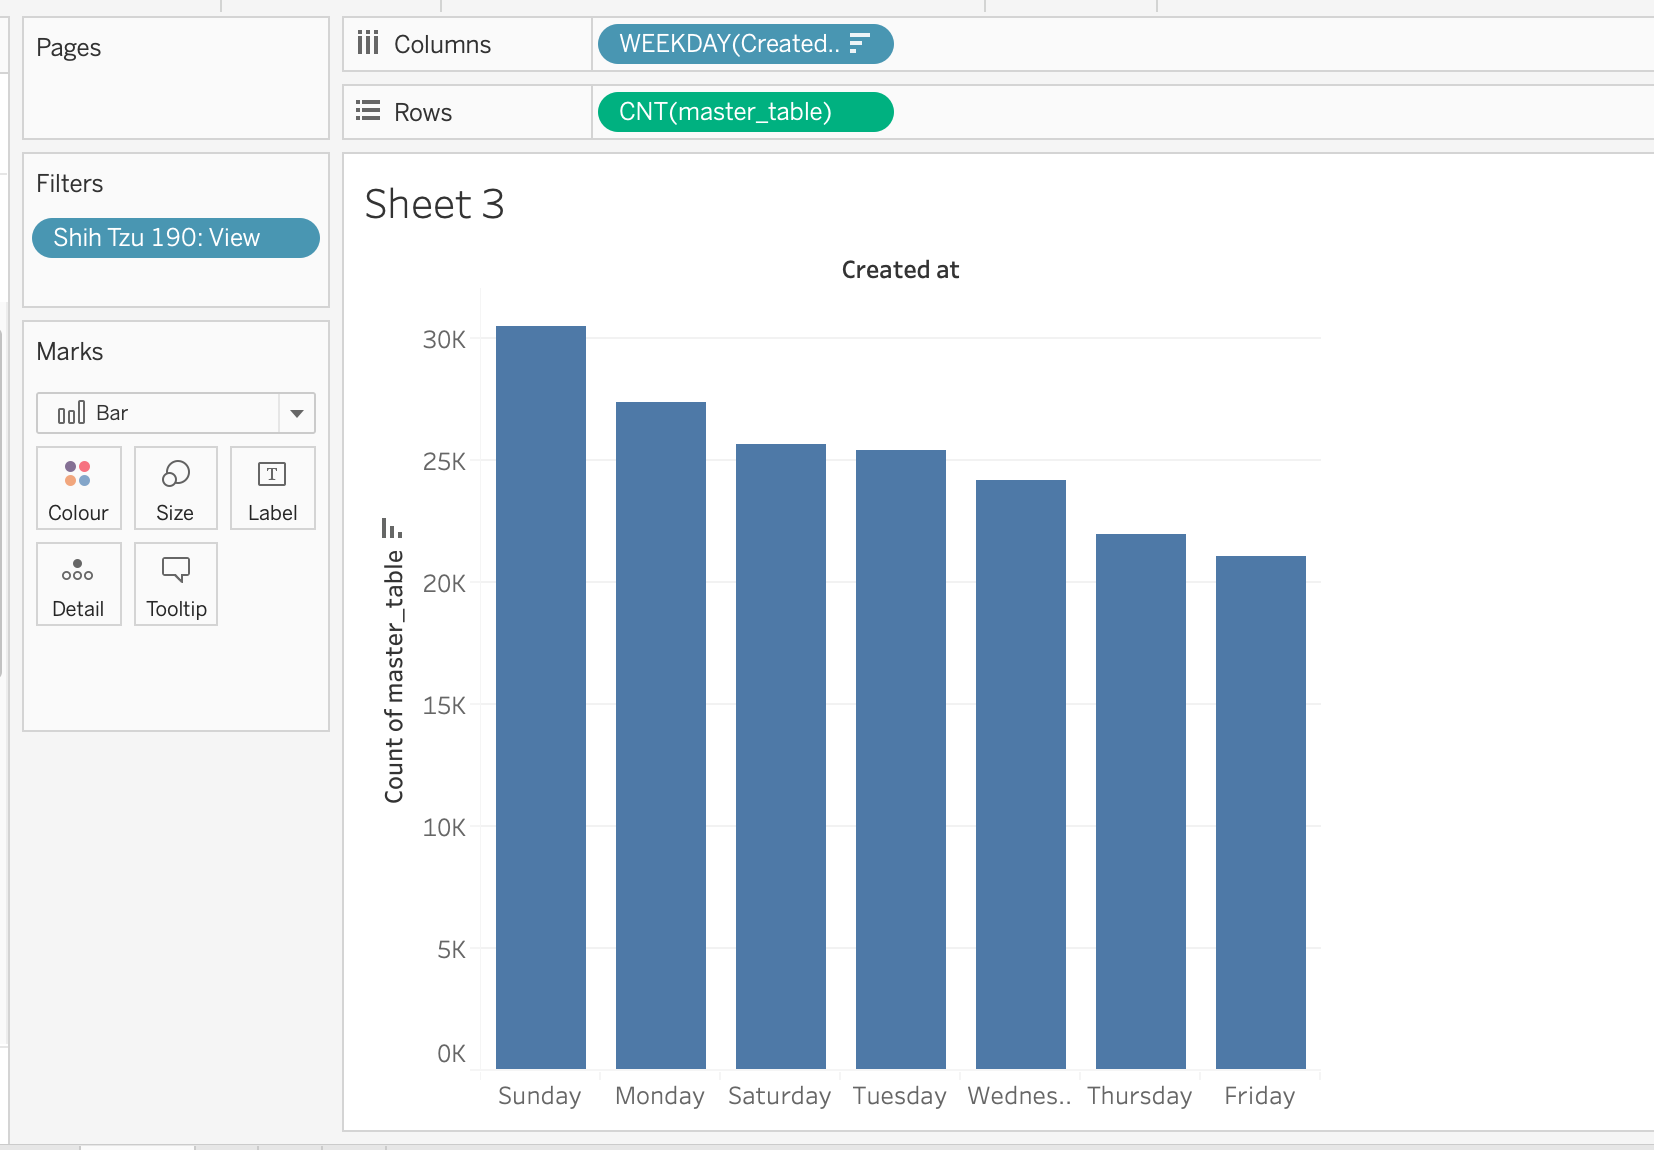 Pages
Columns
WEEKDAY(Created..
Rows
CNT(master_table)
Filters
Shih Tzu 190: View
Marks
Bar
Colour
Size
T
Label
Detail
Tooltip
Sheet 3
Created at
Count of master_table
30K
25K
20K
15K
10K
5K
0K
Sunday Monday Saturday Tuesday Wednes.. Thursday Friday